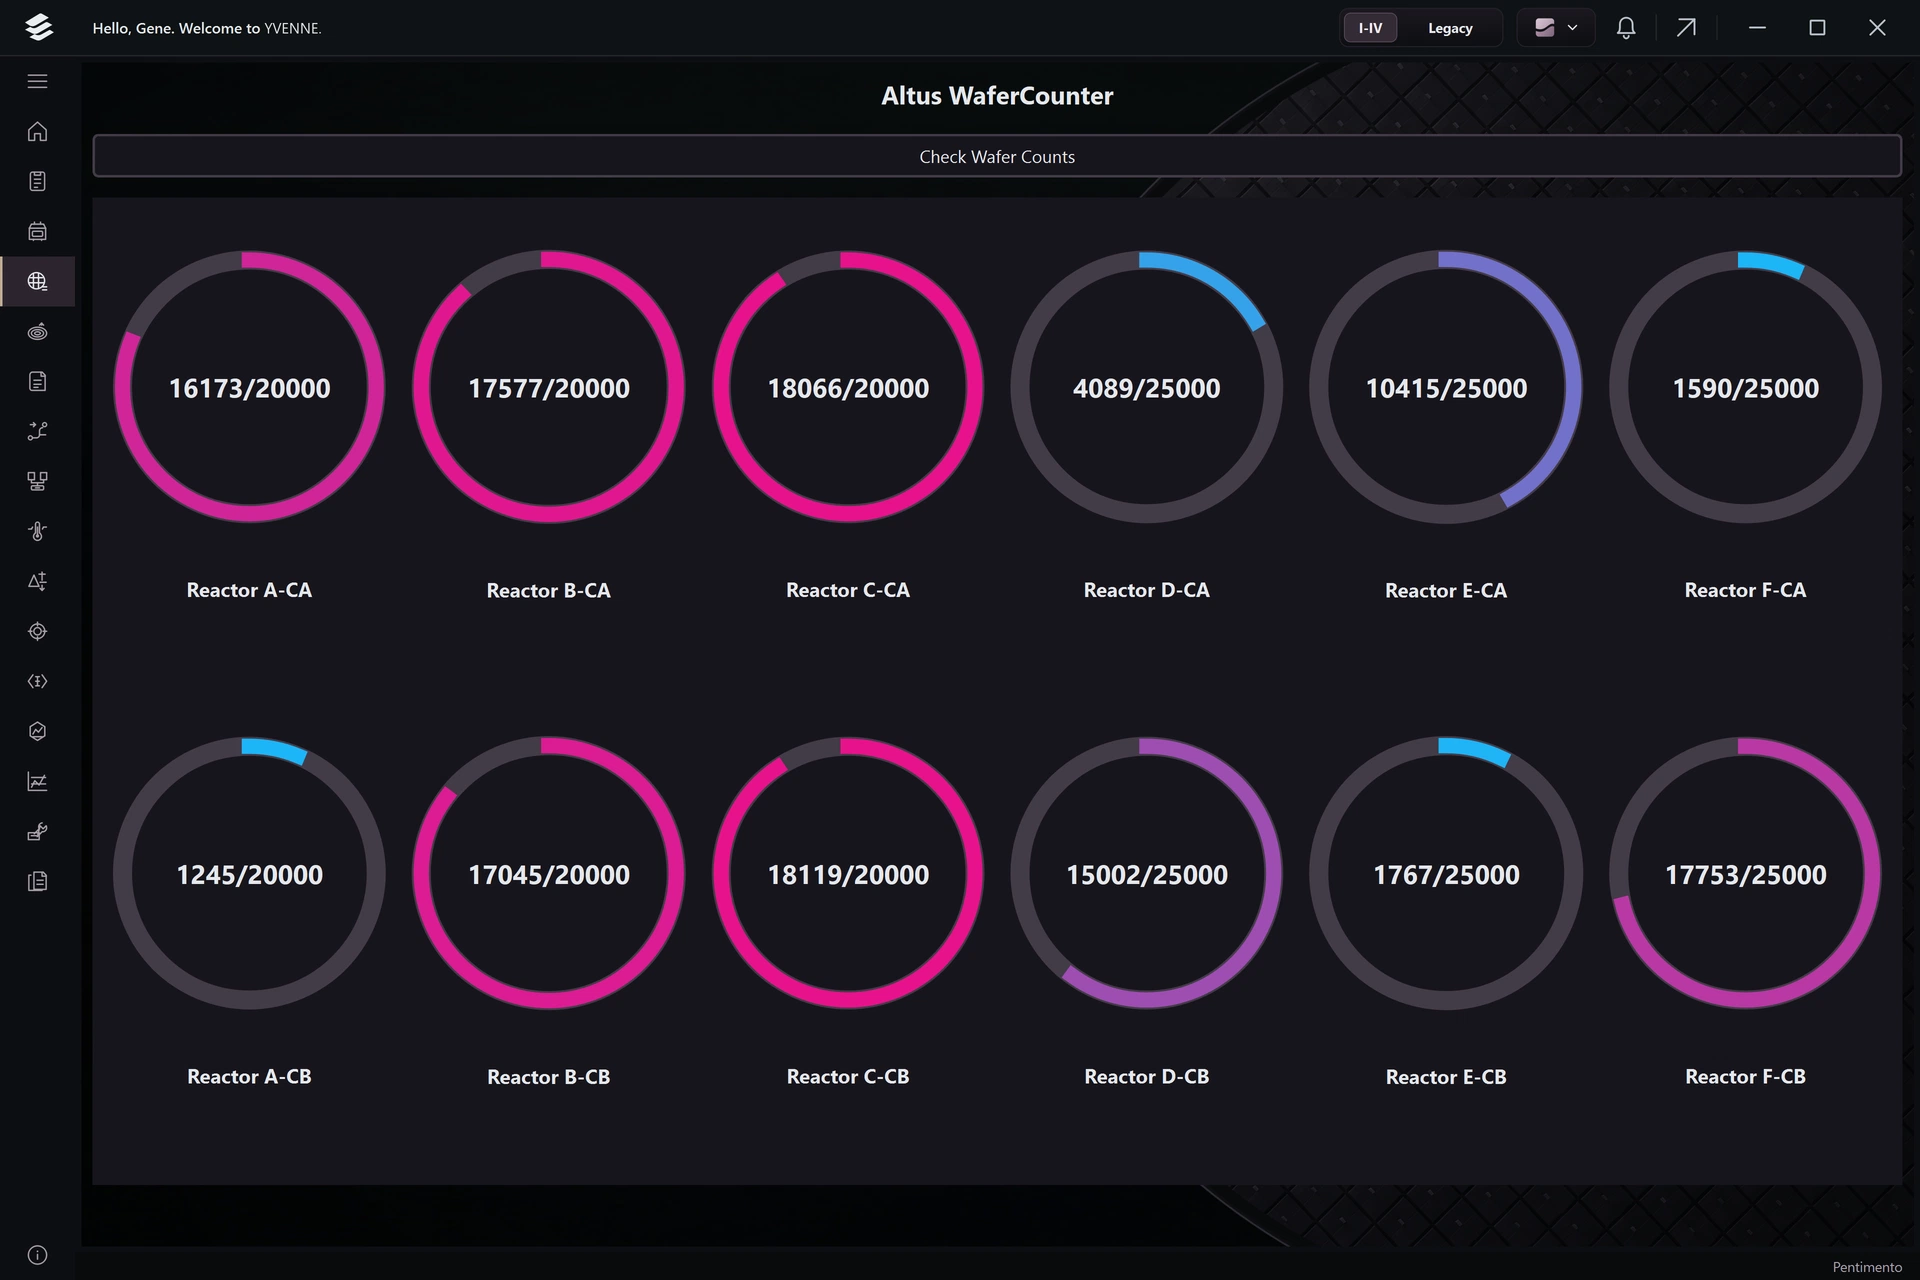 Hello, Gene. Welcome to YVENNE.
I-IV
Legacy
Altus WaferCounter
Check Wafer Counts
16173/20000
17577/20000
18066/20000
4089/25000
10415/25000
1590/25000
Reactor A-CA
Reactor B-CA
Reactor C-CA
Reactor D-CA
Reactor E-CA
Reactor F-CA
1245/20000
17045/20000
18119/20000
15002/25000
1767/25000
17753/25000
Reactor A-CB
Reactor B-CB
Reactor C-CB
Reactor D-CB
Reactor E-CB
Reactor F-CB
Pentimento